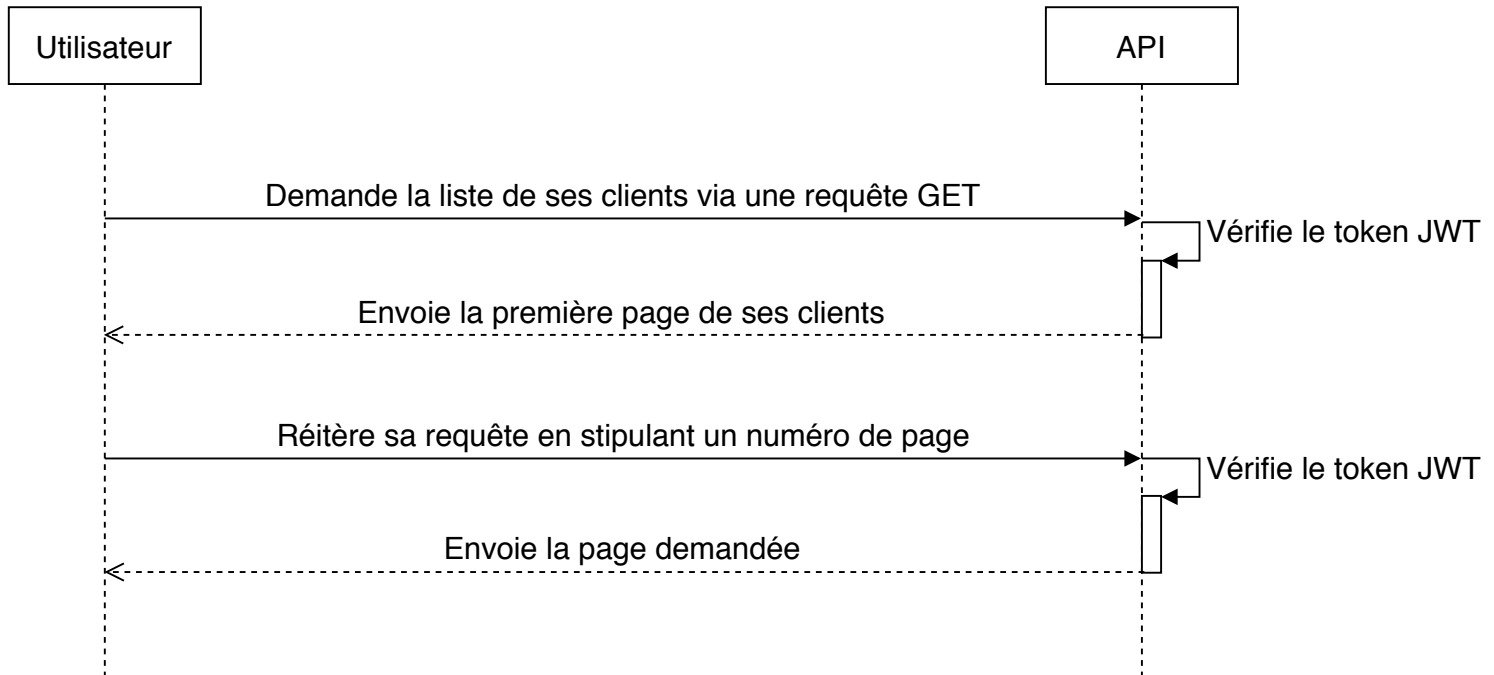 Utilisateur
API
Demande la liste de ses clients via une requête GET
Vérifie le token JWT
Envoie la première page de ses clients
Réitère sa requête en stipulant un numéro de page
Vérifie le token JWT
Envoie la page demandée